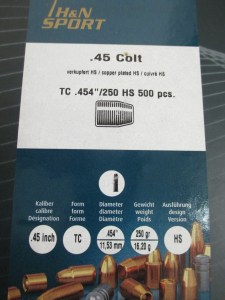 H&N
SPORT
.45 Colt
verkupfert HS / copper plated HS / cuivré HS
TC .454"/250 HS 500 pcs.
Kaliber Form Diameter Gewicht Ausführung
calibre form diameter weight design
Désignation Forme Diamètre Poids Version
.45 inch TC .454" 250 gr HS
11,53 mm 16,20 g